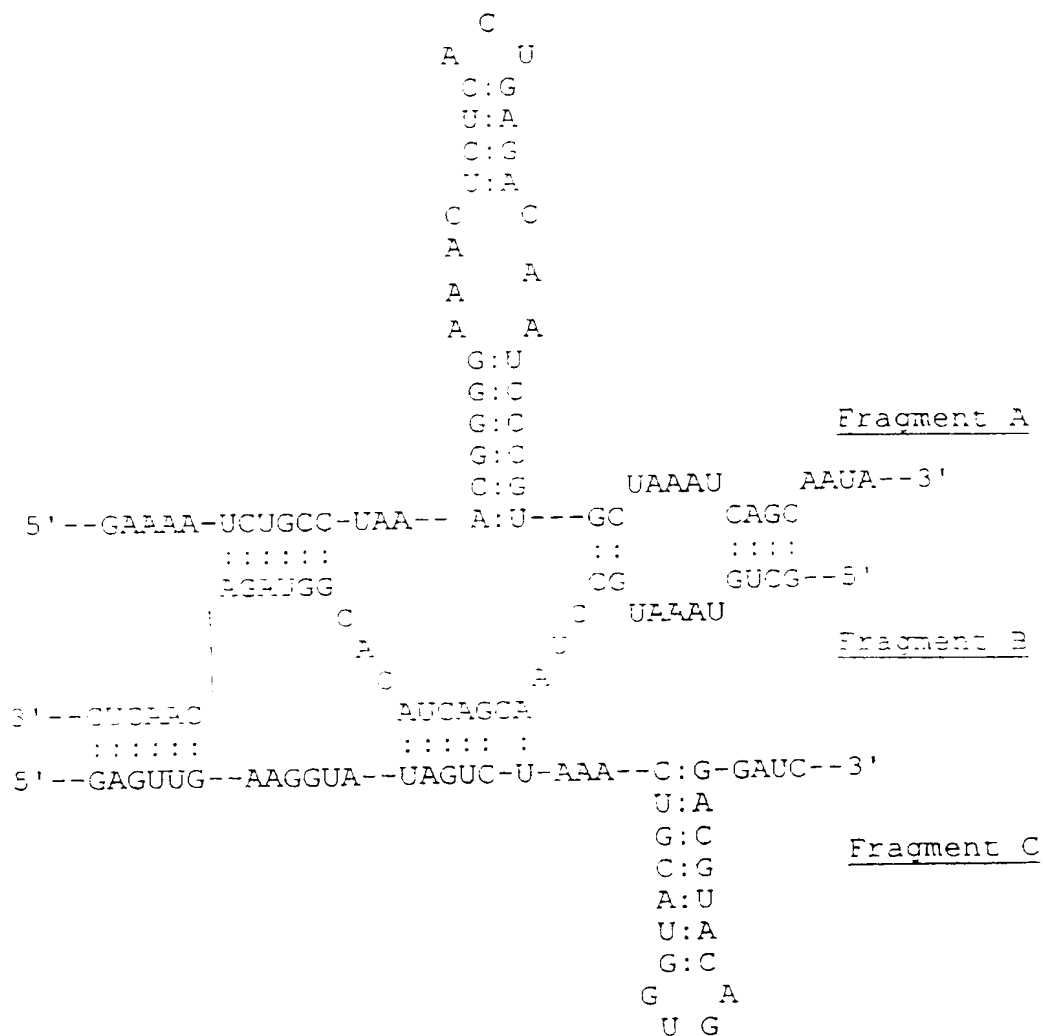 C
A U
C:G
U:A
C:G
U:A
C C
A
A A
A A
G:U
G:C
G:C
G:C
C:G
Fragment A
UAAAU AAUA--3'
5'--GAAAA-UCUGCC-UAA-- A:U---GC CAGC
:::::: :: ::::
AGAUGG CG GUCG--5'
C C UAAAU
A U Fragment B
C A
3'--CUCAAC AUCAGCA
:::::: ::::: :
5'--GAGUUG--AAGGUA--UAGUC-U-AAA--C:G-GAUC--3'
U:A
G:C
C:G
A:U
U:A
G:C
G A
U G
Fragment C